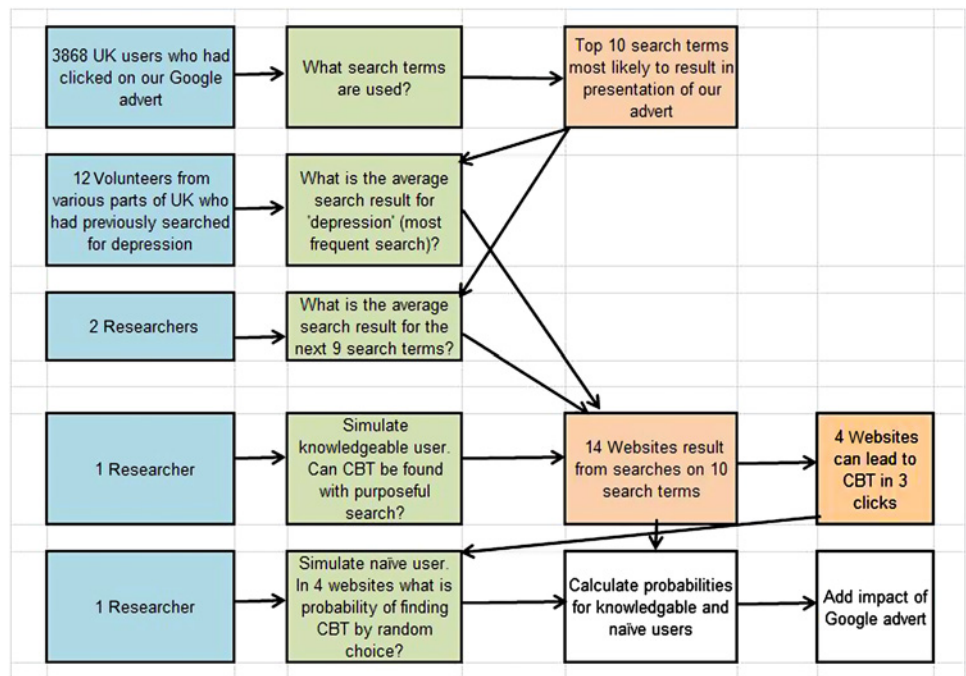 3868 UK users who had
clicked on our Google
advert
What search terms
are used?
Top 10 search terms
most likely to result in
presentation of our
advert
12 Volunteers from
various parts of UK who
had previously searched
for depression
What is the average
search result for
'depression' (most
frequent search)?
2 Researchers
What is the average
search result for the
next 9 search terms?
1 Researcher
Simulate
knowledgeable user.
Can CBT be found
with purposeful
search?
14 Websites result
from searches on 10
search terms
4 Websites
can lead to
CBT in 3
clicks
1 Researcher
Simulate naïve user.
In 4 websites what is
probability of finding
CBT by random
choice?
Calculate probabilities
for knowledgable and
naïve users
Add impact of
Google advert